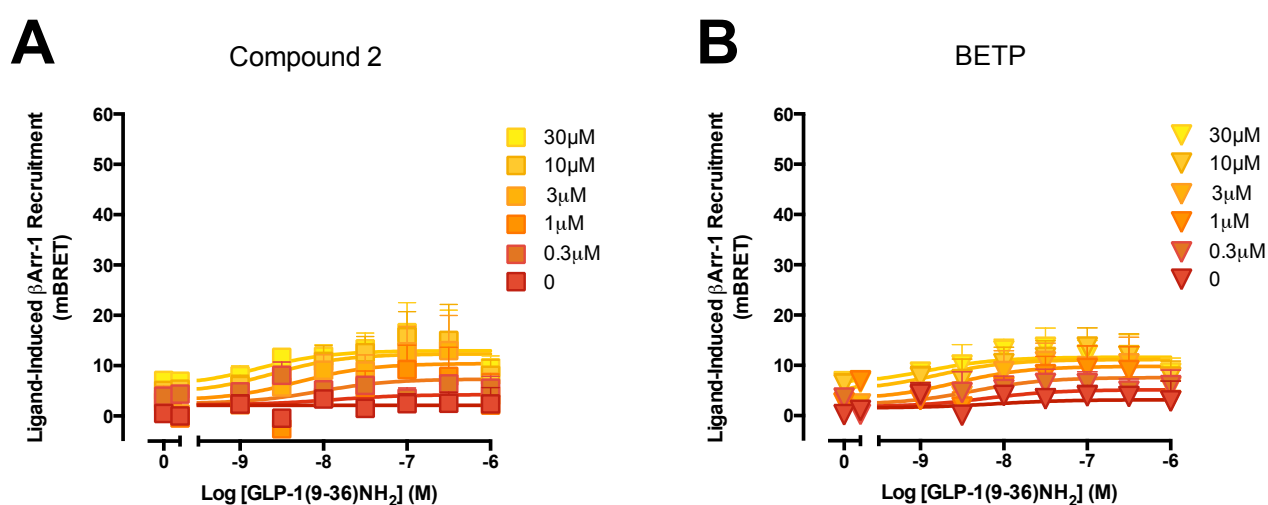 A
Compound 2
Ligand-Induced βArr-1 Recruitment
(mBRET)
60
50
40
30
20
10
0
30µM
10µM
3µM
1µM
0.3µM
0
0
-9
-8
-7
-6
Log [GLP-1(9-36)NH₂] (M)
B
BETP
Ligand-Induced βArr-1 Recruitment
(mBRET)
60
50
40
30
20
10
0
30µM
10µM
3µM
1µM
0.3µM
0
0
-9
-8
-7
-6
Log [GLP-1(9-36)NH₂] (M)